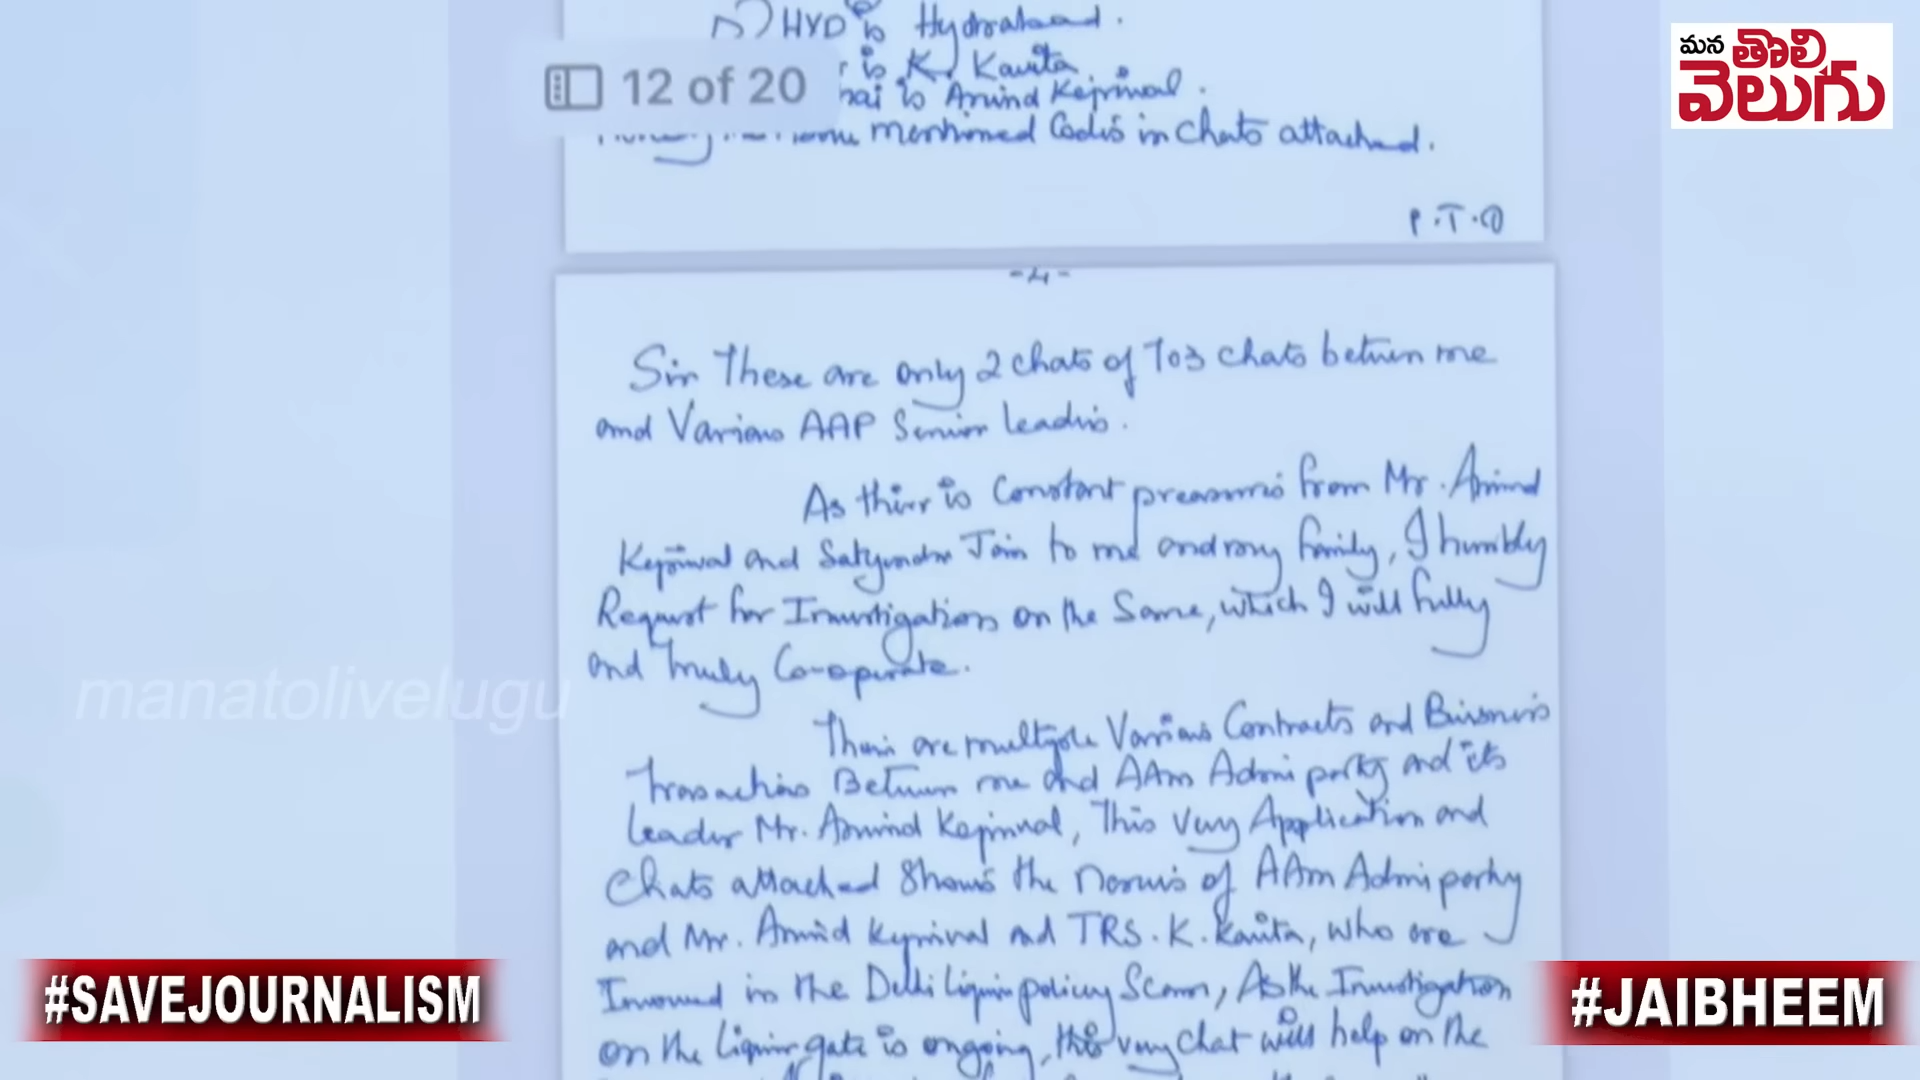 D) HYD is Hyderabad.
is K. Kavita
hai is Arvind Kejriwal.
mentioned Codes in Chats attached.
P.T.O
మన
తొలి
వెలుగు
12 of 20
-4-
Sir These are only 2 chats of 703 chats between me
and Various AAP Senior leaders.
As their is Constant pressures from Mr. Arvind
Kejriwal and Satyendar Jain to me and my family, I humbly
Request for Investigation on the Same, which I will fully
and truly Co-operate.
manatolivelugu
There are multiple Various Contracts and Business
transactions Between me and AAm Admi party and its
leader Mr. Arvind Kejriwal, This very Application and
Chats attached Shows the Nexus of AAm Admi party
and Mr. Arvind Kejriwal and TRS. K. Kavita, who are
Involved in the Delhi Liquor policy Scam, As the Investigation
on the liquor gate is ongoing, this very chat will help on the
#SAVEJOURNALISM
#JAIBHEEM